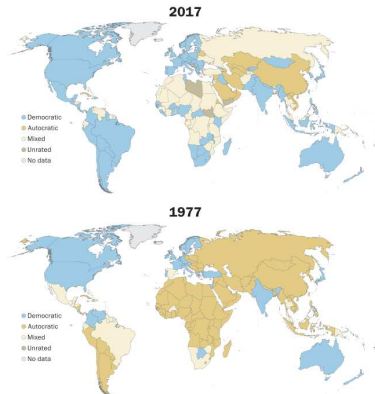 2017
Democratic
Autocratic
Mixed
Unrated
No data
1977
Democratic
Autocratic
Mixed
Unrated
No data